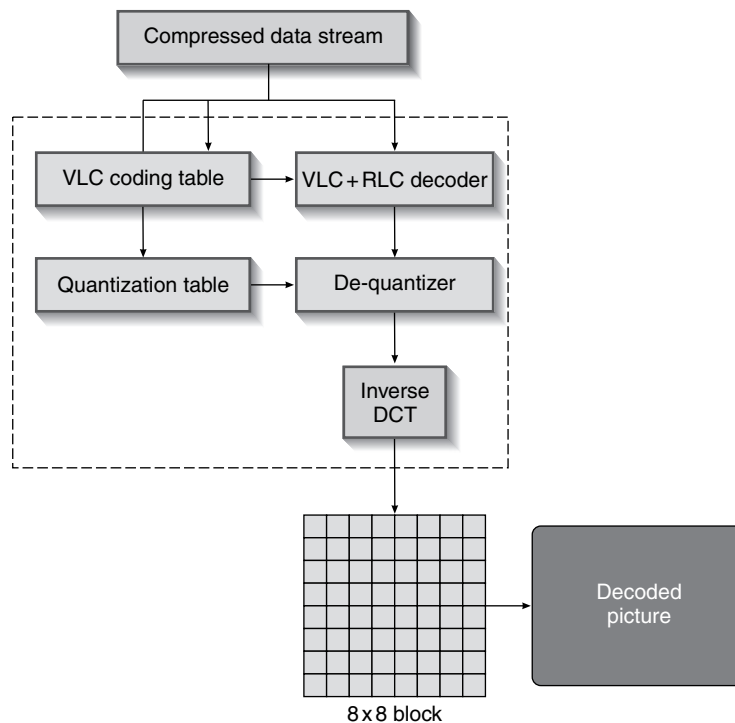 Compressed data stream
VLC coding table
VLC + RLC decoder
Quantization table
De-quantizer
Inverse
DCT
Decoded
picture
8 x 8 block